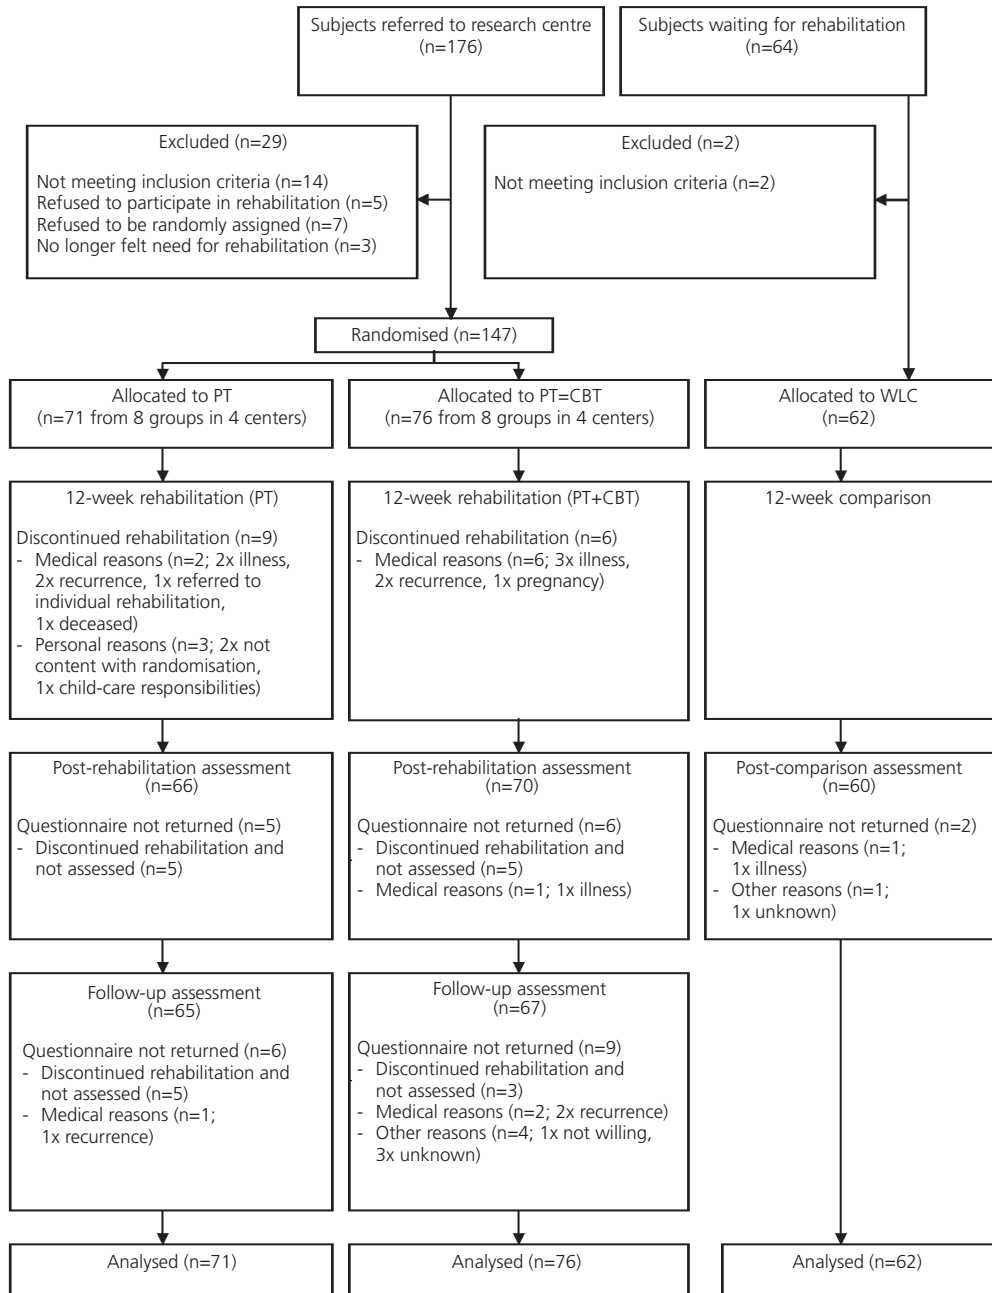 Subjects referred to research centre
(n=176)
Subjects waiting for rehabilitation
(n=64)
Excluded (n=29)
Not meeting inclusion criteria (n=14)
Refused to participate in rehabilitation (n=5)
Refused to be randomly assigned (n=7)
No longer felt need for rehabilitation (n=3)
Excluded (n=2)
Not meeting inclusion criteria (n=2)
Randomised (n=147)
Allocated to PT
(n=71 from 8 groups in 4 centers)
Allocated to PT=CBT
(n=76 from 8 groups in 4 centers)
Allocated to WLC
(n=62)
12-week rehabilitation (PT)
Discontinued rehabilitation (n=9)
- Medical reasons (n=2; 2x illness,
2x recurrence, 1x referred to
individual rehabilitation,
1x deceased)
- Personal reasons (n=3; 2x not
content with randomisation,
1x child-care responsibilities)
12-week rehabilitation (PT+CBT)
Discontinued rehabilitation (n=6)
- Medical reasons (n=6; 3x illness,
2x recurrence, 1x pregnancy)
12-week comparison
Post-rehabilitation assessment
(n=66)
Questionnaire not returned (n=5)
- Discontinued rehabilitation and
not assessed (n=5)
Post-rehabilitation assessment
(n=70)
Questionnaire not returned (n=6)
- Discontinued rehabilitation and
not assessed (n=5)
- Medical reasons (n=1; 1x illness)
Post-comparison assessment
(n=60)
Questionnaire not returned (n=2)
- Medical reasons (n=1;
1x illness)
- Other reasons (n=1;
1x unknown)
Follow-up assessment
(n=65)
Questionnaire not returned (n=6)
- Discontinued rehabilitation and
not assessed (n=5)
- Medical reasons (n=1;
1x recurrence)
Follow-up assessment
(n=67)
Questionnaire not returned (n=9)
- Discontinued rehabilitation and
not assessed (n=3)
- Medical reasons (n=2; 2x recurrence)
- Other reasons (n=4; 1x not willing,
3x unknown)
Analysed (n=71)
Analysed (n=76)
Analysed (n=62)